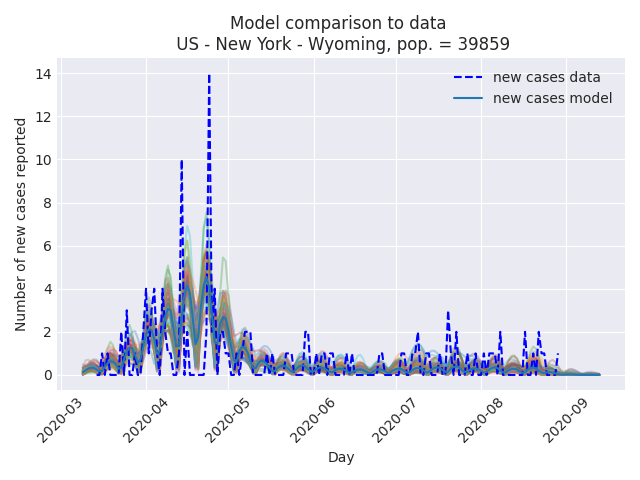 Model comparison to data
US - New York - Wyoming, pop. = 39859
new cases data
new cases model
Number of new cases reported
14
12
10
8
6
4
2
0
2020-03
2020-04
2020-05
2020-06
2020-07
2020-08
2020-09
Day